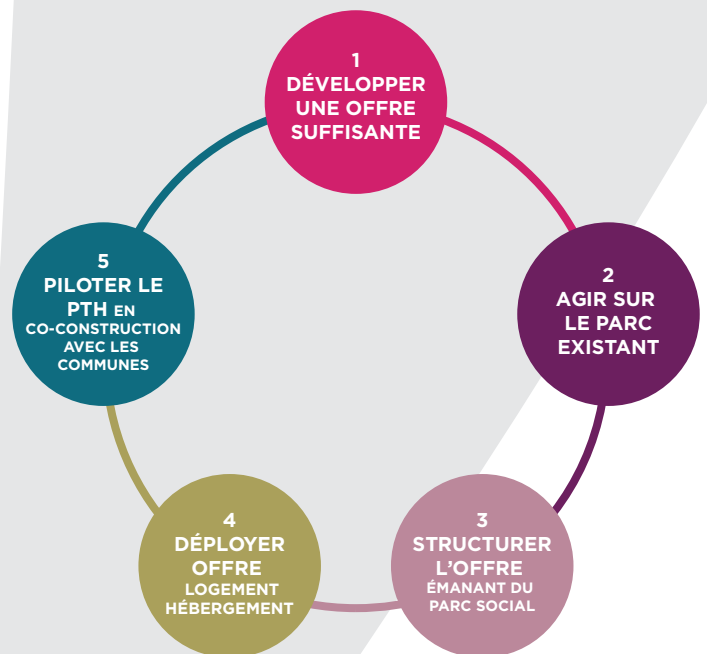 1
DÉVELOPPER
UNE OFFRE
SUFFISANTE
2
AGIR SUR
LE PARC
EXISTANT
3
STRUCTURER
L'OFFRE
ÉMANANT DU
PARC SOCIAL
4
DÉPLOYER
OFFRE
LOGEMENT
HÉBERGEMENT
5
PILOTER LE
PTH EN
CO-CONSTRUCTION
AVEC LES
COMMUNES